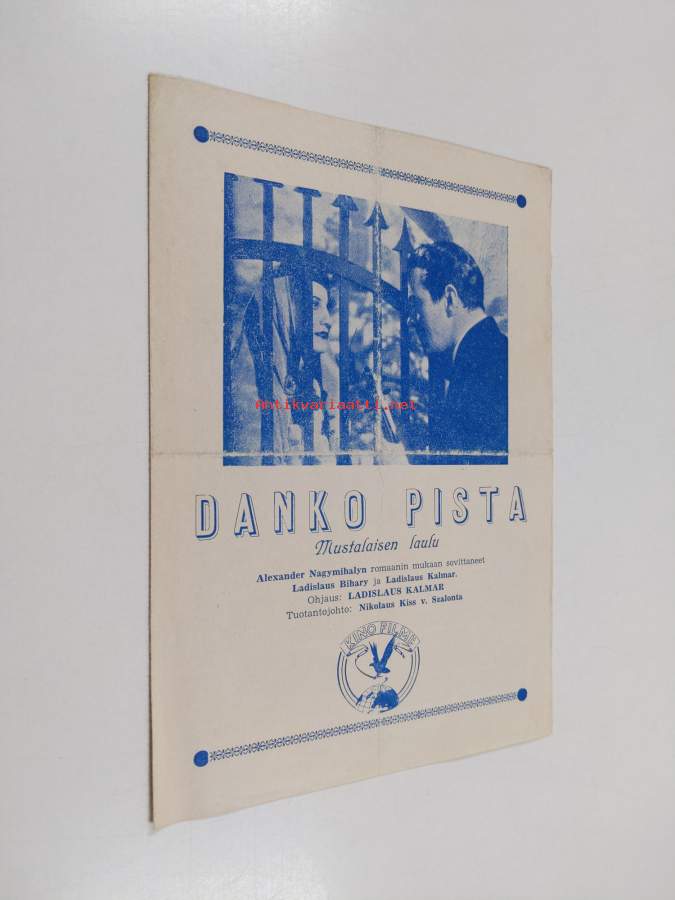 Antikvariaatti.net
DANKO PISTA
Mustalaisen laulu
Alexander Nagymihalyn romaanin mukaan sovittaneet
Ladislaus Bihary ja Ladislaus Kalmar.
Ohjaus: LADISLAUS KALMAR
Tuotantojohto: Nikolaus Kiss v. Szalonta
KINO FILMI